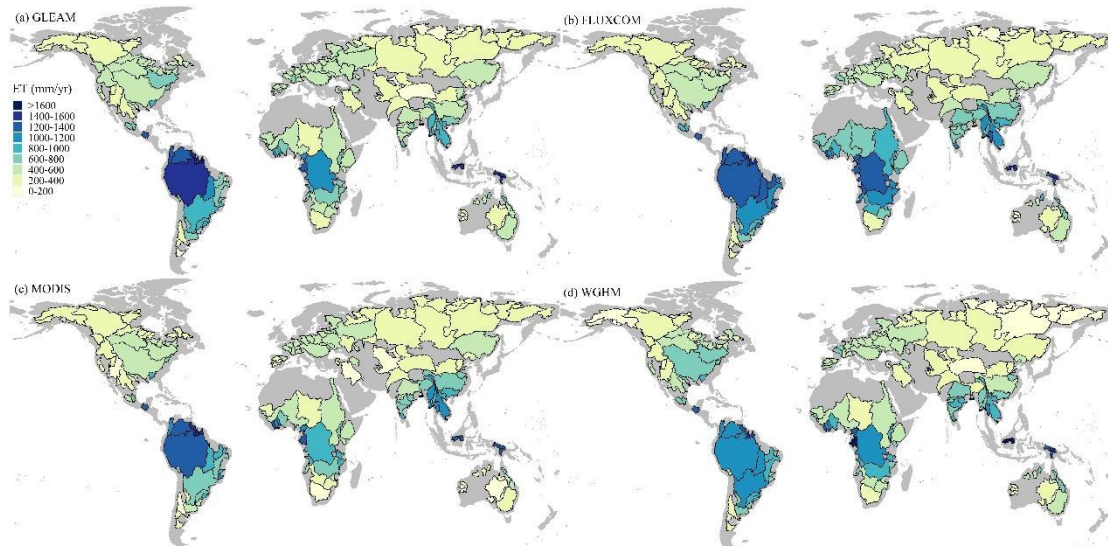 (a) GLEAM
(b) FLUXCOM
ET (mm/yr)
>1600
1400-1600
1200-1400
1000-1200
800-1000
600-800
400-600
200-400
0-200
(c) MODIS
(d) WGHM